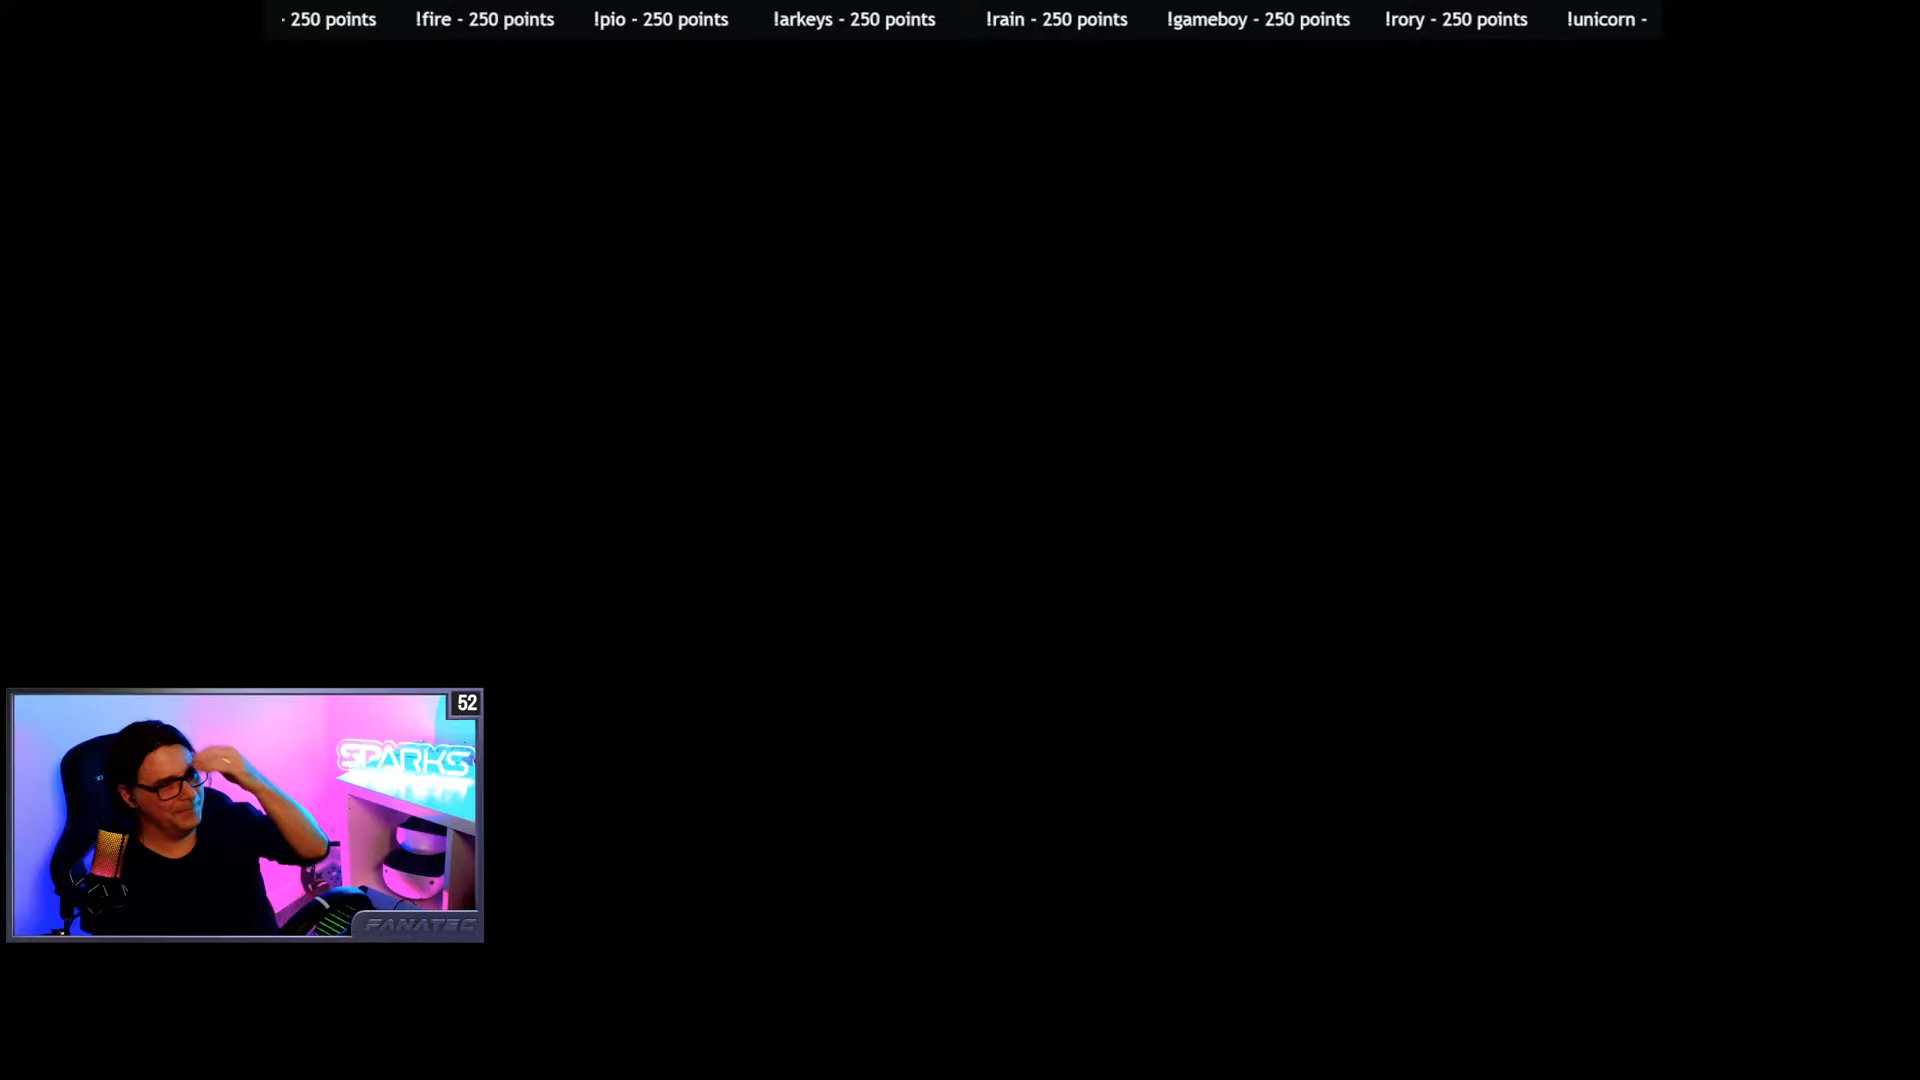 - 250 points !fire - 250 points !pio - 250 points !arkeys - 250 points !rain - 250 points !gameboy - 250 points !rory - 250 points !unicorn -
52
SPARKS
FANATEC